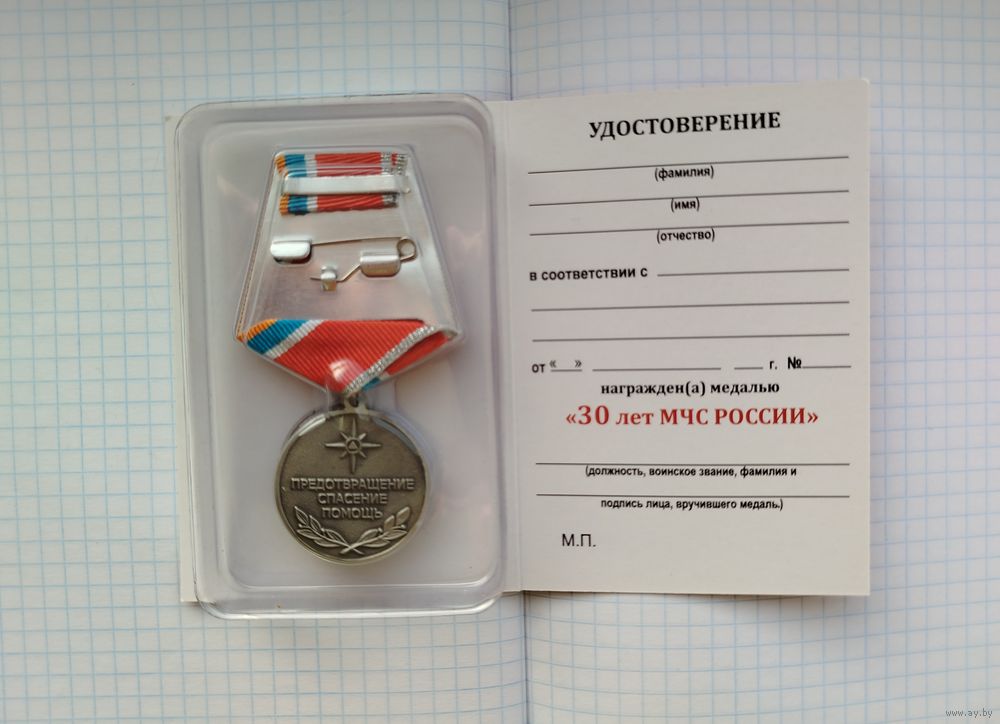 ПРЕДОТВРАЩЕНИЕ
СПАСЕНИЕ
ПОМОЩЬ
УДОСТОВЕРЕНИЕ
(фамилия)
(имя)
(отчество)
в соответствии с
от « » г. №
награжден(а) медалью
«30 лет МЧС РОССИИ»
(должность, воинское звание, фамилия и
подпись лица, вручившего медаль.)
М.П.
www.ay.by